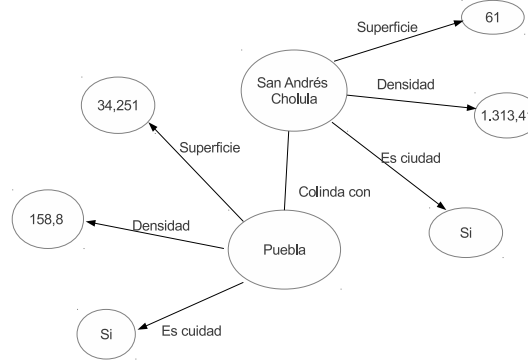 61
Superficie
San Andrés
Cholula
Densidad
34,251
1.313,41
Superficie
Es ciudad
Colinda con
158,8
Densidad
Si
Puebla
Si
Es cuidad